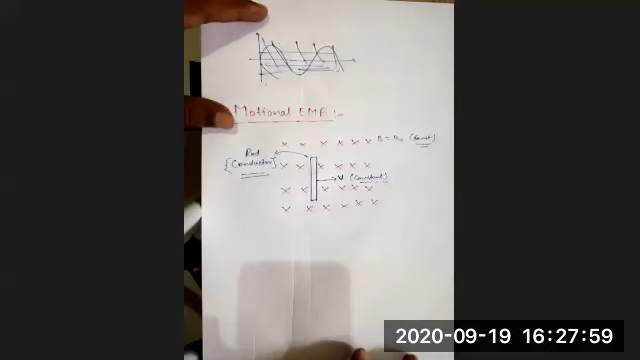 Motional EMF :-
B = B₀ (Const)
Rod
[Conductor]
V (Constant)
2020-09-19 16:27:59